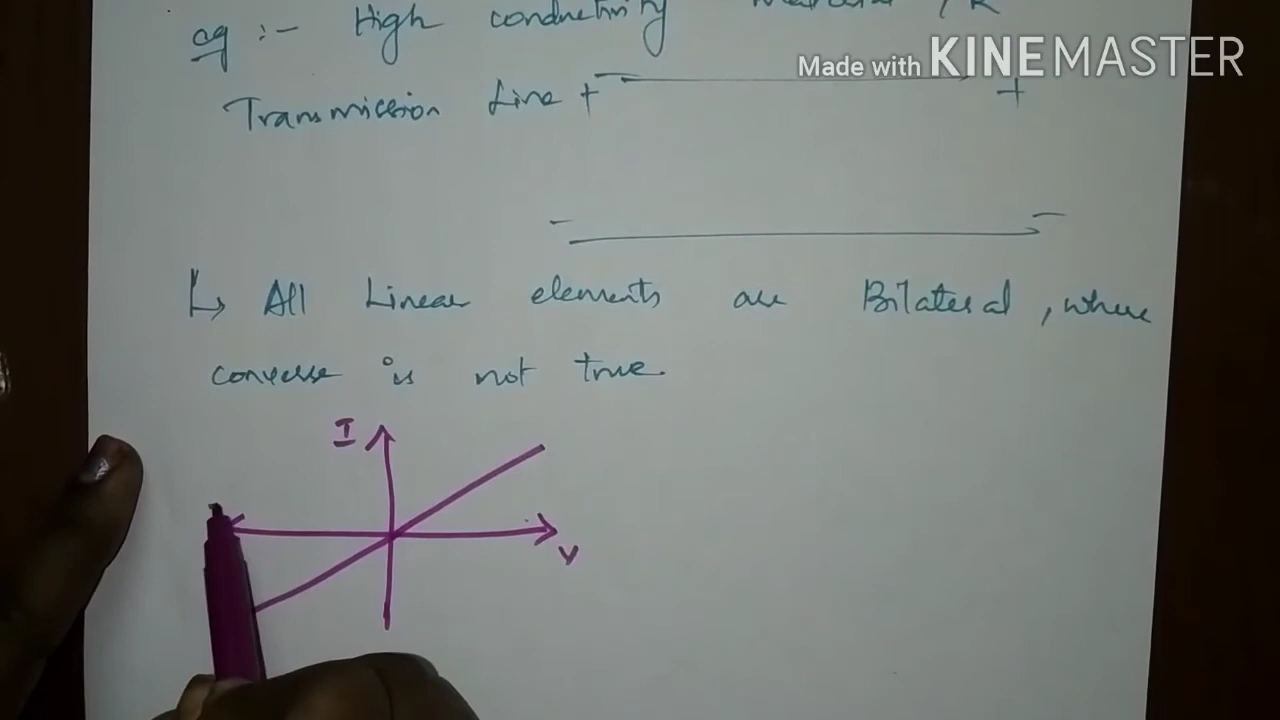 eg :- High conductivity
Made with KINEMASTER
Transmission Line + - +
- -
↳ All Linear elements are Bilateral, where
converse is not true.
I
V